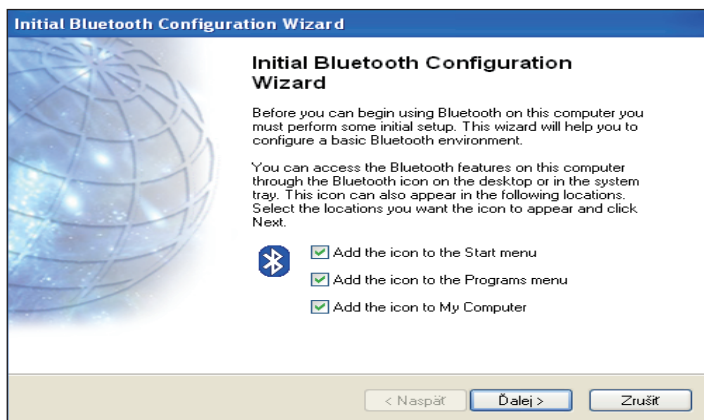 Initial Bluetooth Configuration Wizard
Initial Bluetooth Configuration
Wizard
Before you can begin using Bluetooth on this computer you
must perform some initial setup. This wizard will help you to
configure a basic Bluetooth environment.
You can access the Bluetooth features on this computer
through the Bluetooth icon on the desktop or in the system
tray. This icon can also appear in the following locations.
Select the locations you want the icon to appear and click
Next.
Add the icon to the Start menu
Add the icon to the Programs menu
Add the icon to My Computer
< Naspäť Ďalej > Zrušiť